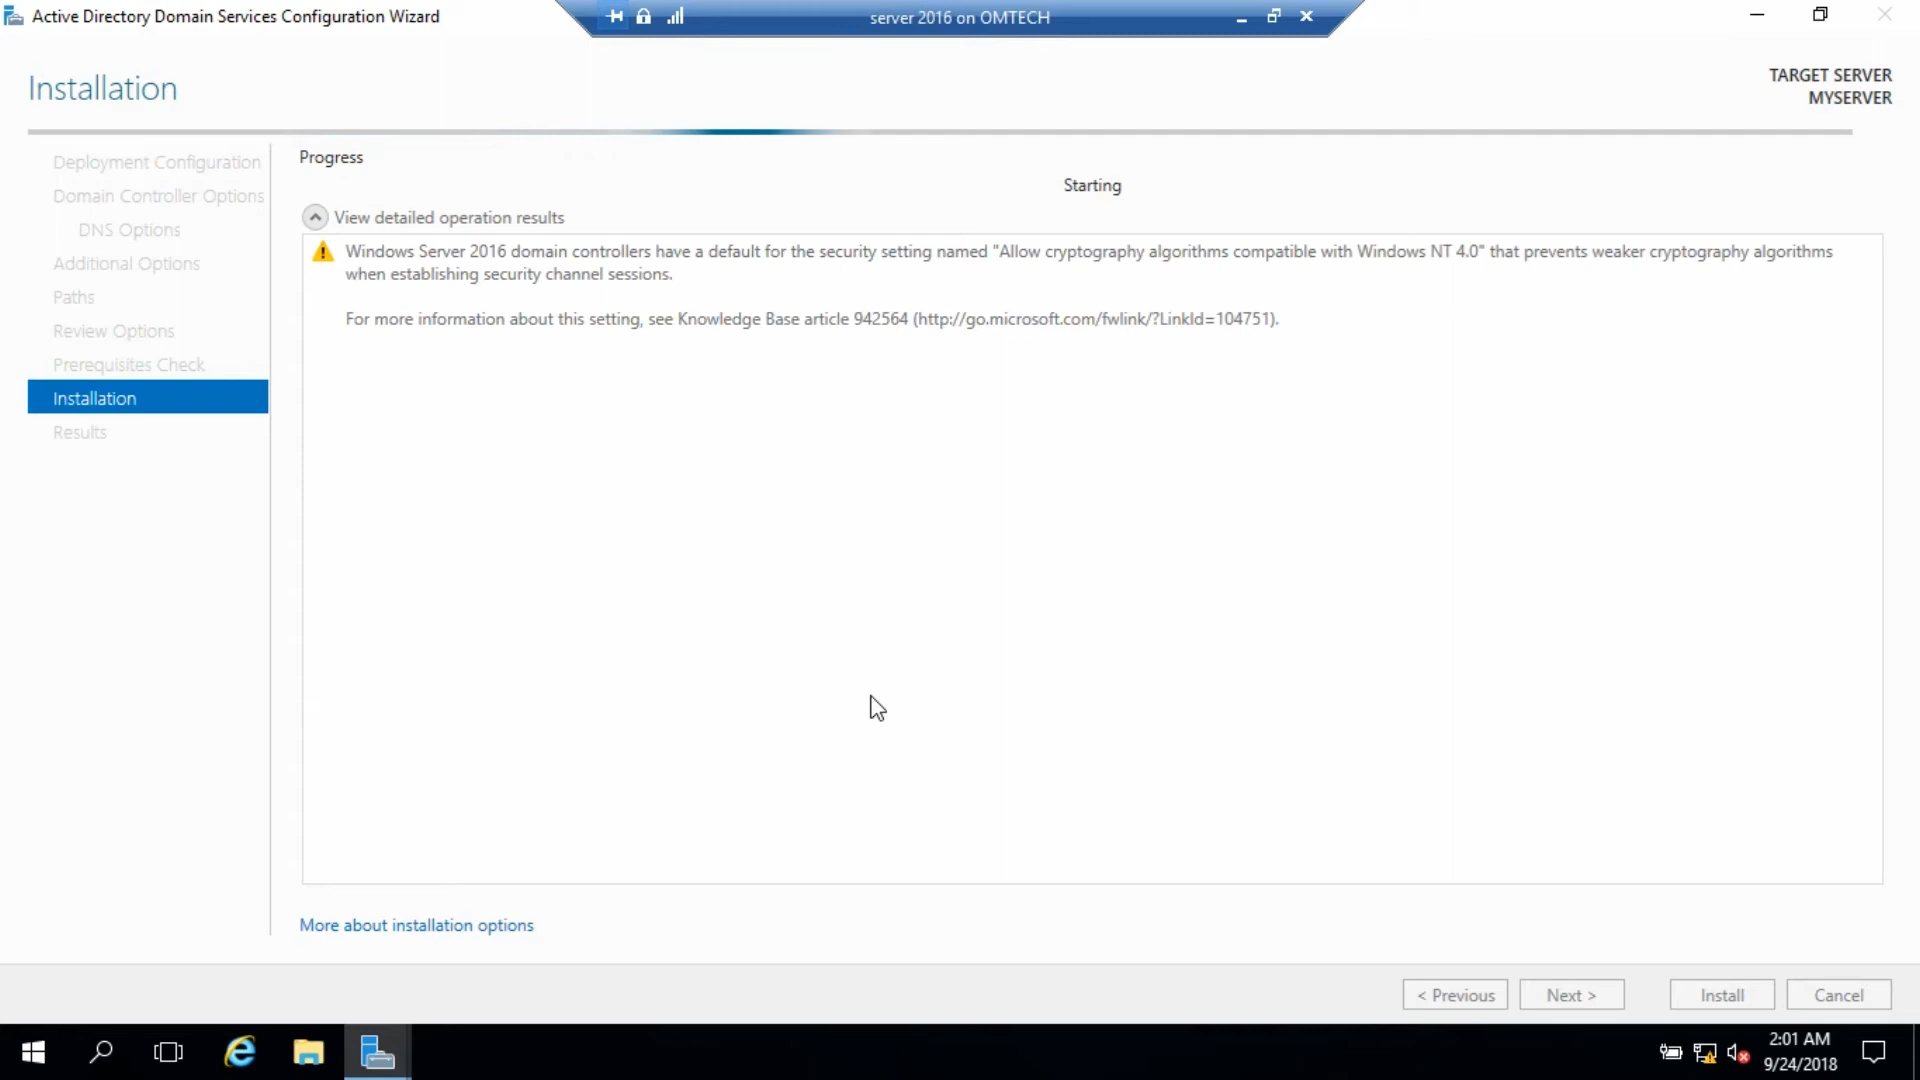 Active Directory Domain Services Configuration Wizard
server 2016 on OMTECH
Installation
TARGET SERVER
MYSERVER
Deployment Configuration
Domain Controller Options
DNS Options
Additional Options
Paths
Review Options
Prerequisites Check
Installation
Results
Progress
Starting
View detailed operation results
Windows Server 2016 domain controllers have a default for the security setting named "Allow cryptography algorithms compatible with Windows NT 4.0" that prevents weaker cryptography algorithms
when establishing security channel sessions.
For more information about this setting, see Knowledge Base article 942564 (http://go.microsoft.com/fwlink/?LinkId=104751).
More about installation options
< Previous
Next >
Install
Cancel
2:01 AM
9/24/2018